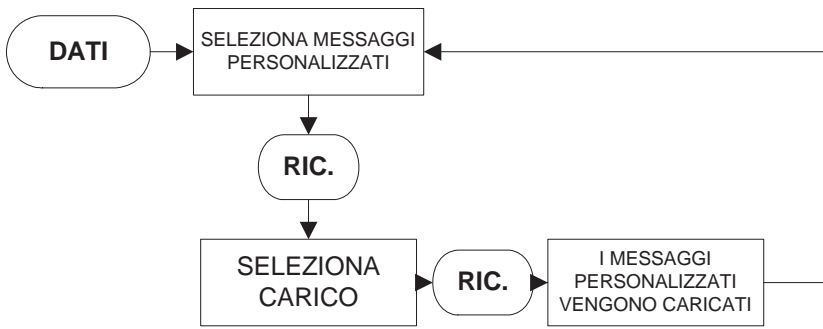 DATI
SELEZIONA MESSAGGI
PERSONALIZZATI
RIC.
SELEZIONA
CARICO
RIC.
I MESSAGGI
PERSONALIZZATI
VENGONO CARICATI